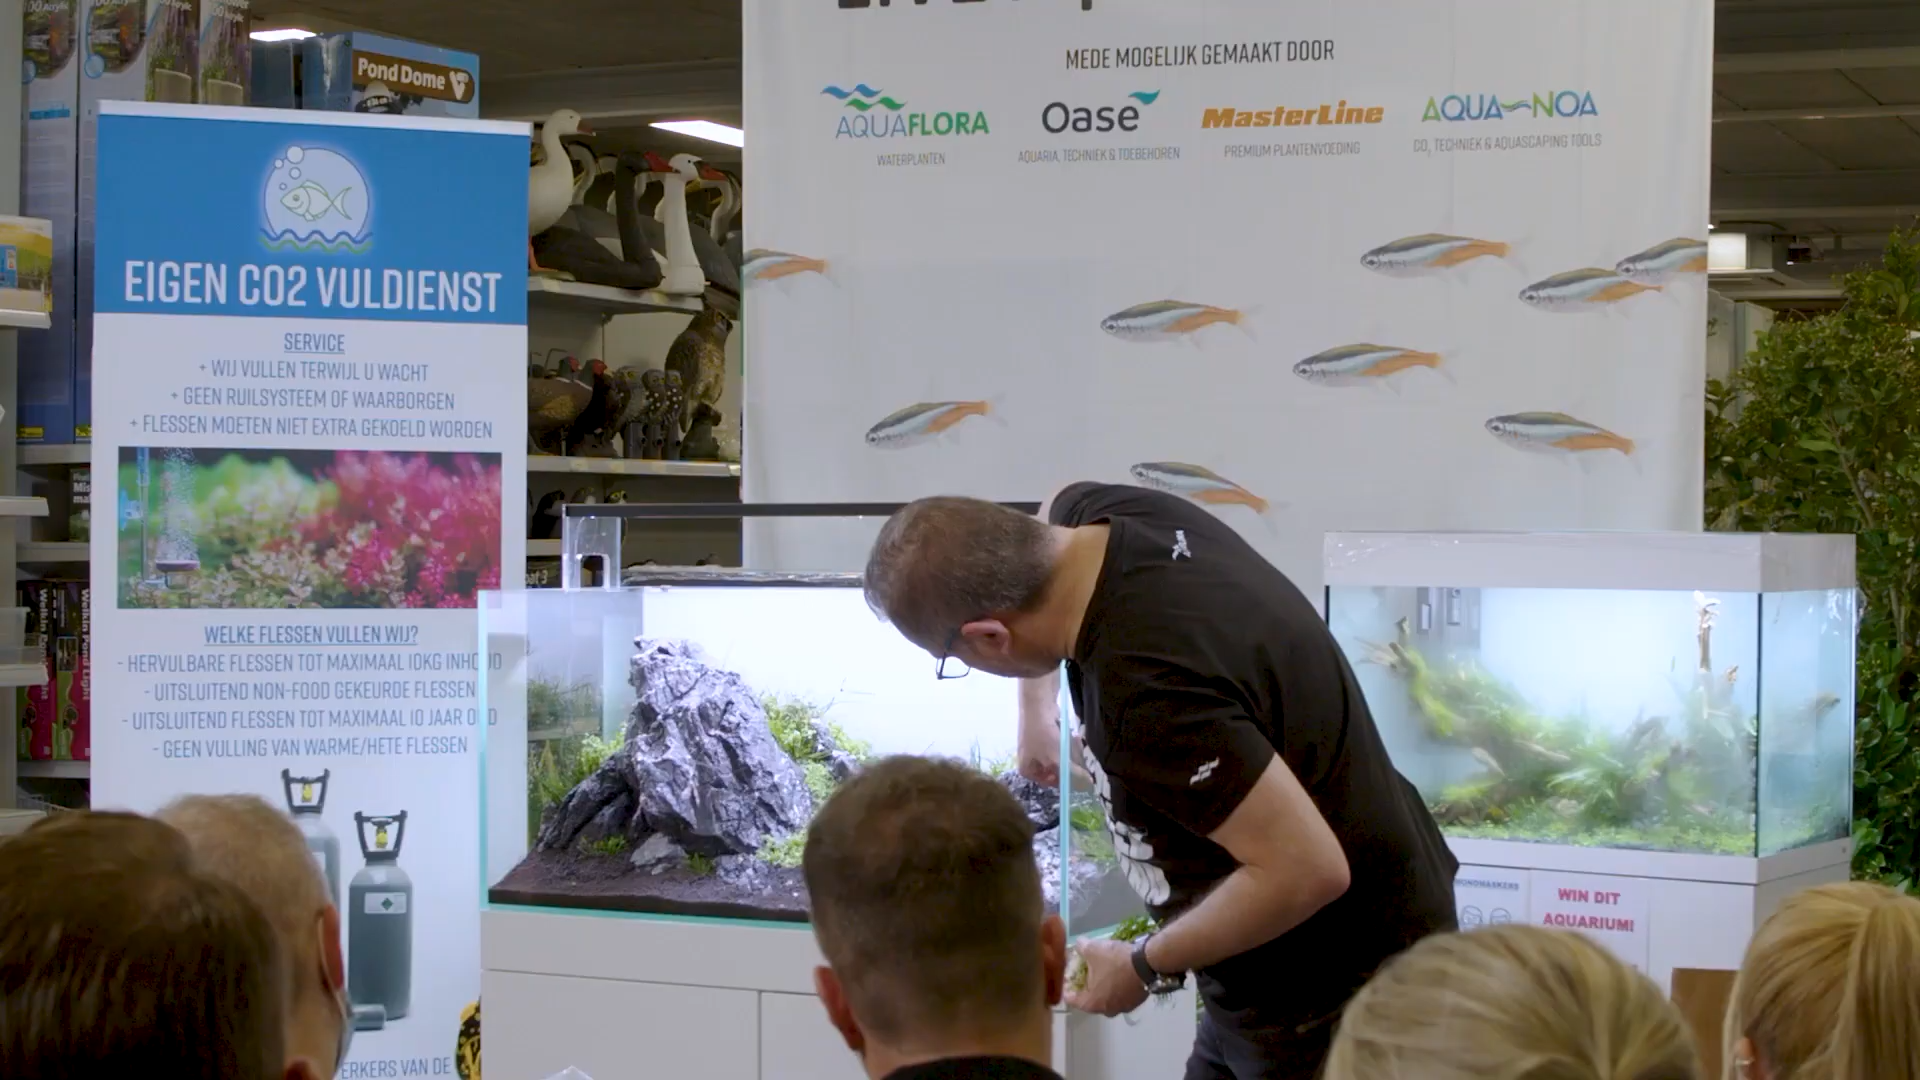 Pond Dome
EIGEN CO2 VULDIENST
SERVICE
+ WIJ VULLEN TERWIJL U WACHT
+ GEEN RUILSYSTEEM OF WAARBORGEN
+ FLESSEN MOETEN NIET EXTRA GEKOELD WORDEN
WELKE FLESSEN VULLEN WIJ?
- HERVULBARE FLESSEN TOT MAXIMAAL 10KG INHOUD
- UITSLUITEND NON-FOOD GEKEURDE FLESSEN
- UITSLUITEND FLESSEN TOT MAXIMAAL 10 JAAR OUD
- GEEN VULLING VAN WARME/HETE FLESSEN
VAN DE
MEDE MOGELIJK GEMAAKT DOOR
AQUAFLORA
WATERPLANTEN
Oase
AQUARIA, TECHNIEK & TOEBEHOREN
MasterLine
PREMIUM PLANTENVOEDING
AQUA~NOA
CO2 TECHNIEK & AQUASCAPING TOOLS
WIN DIT
AQUARIUM!